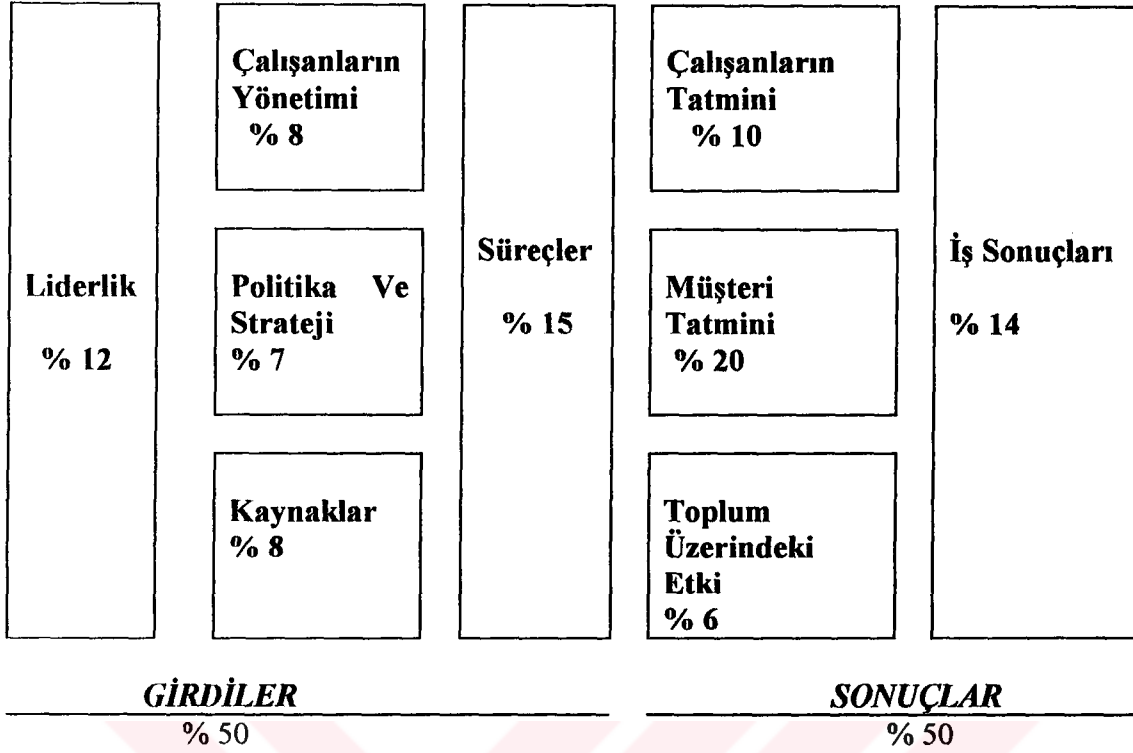 Liderlik
% 12
Çalışanların
Yönetimi
% 8
Politika Ve
Strateji
% 7
Kaynaklar
% 8
Süreçler
% 15
Çalışanların
Tatmini
% 10
Müşteri
Tatmini
% 20
Toplum
Üzerindeki
Etki
% 6
İş Sonuçları
% 14
GİRDİLER
% 50
SONUÇLAR
% 50